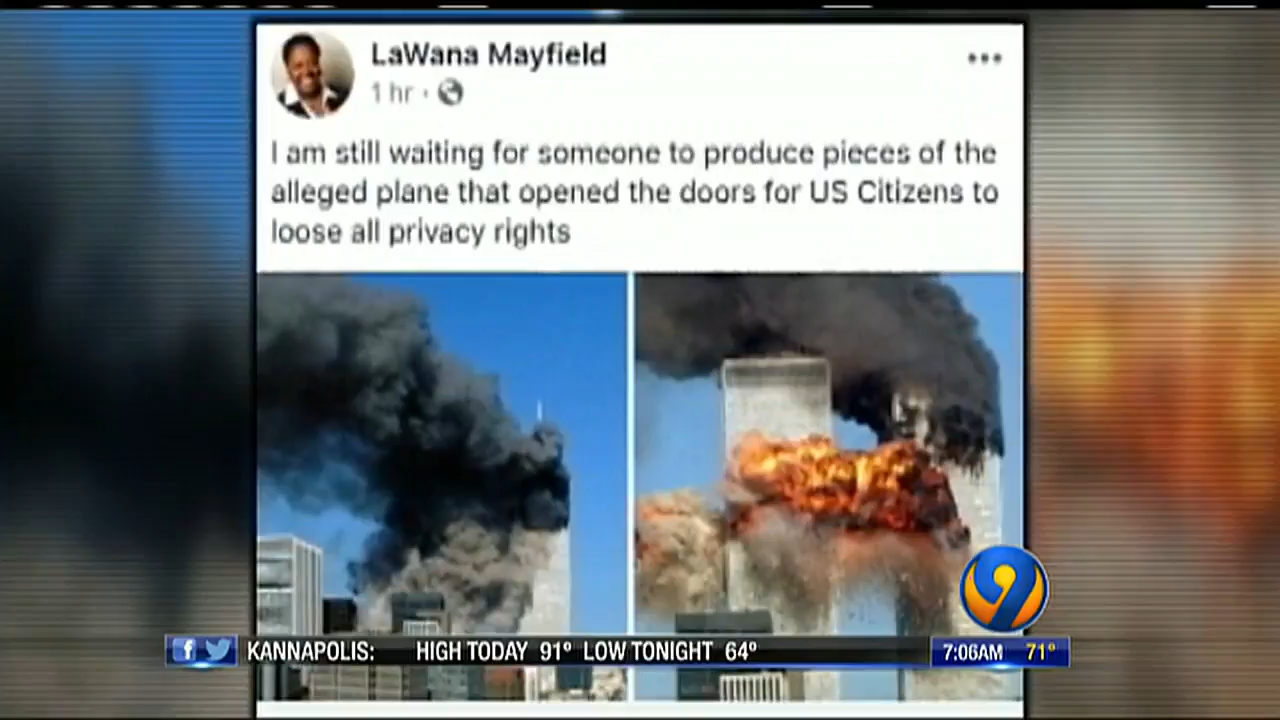 LaWana Mayfield
1 hr ·
I am still waiting for someone to produce pieces of the
alleged plane that opened the doors for US Citizens to
loose all privacy rights
9
KANNAPOLIS: HIGH TODAY 91° LOW TONIGHT 64°
7:06AM 71°